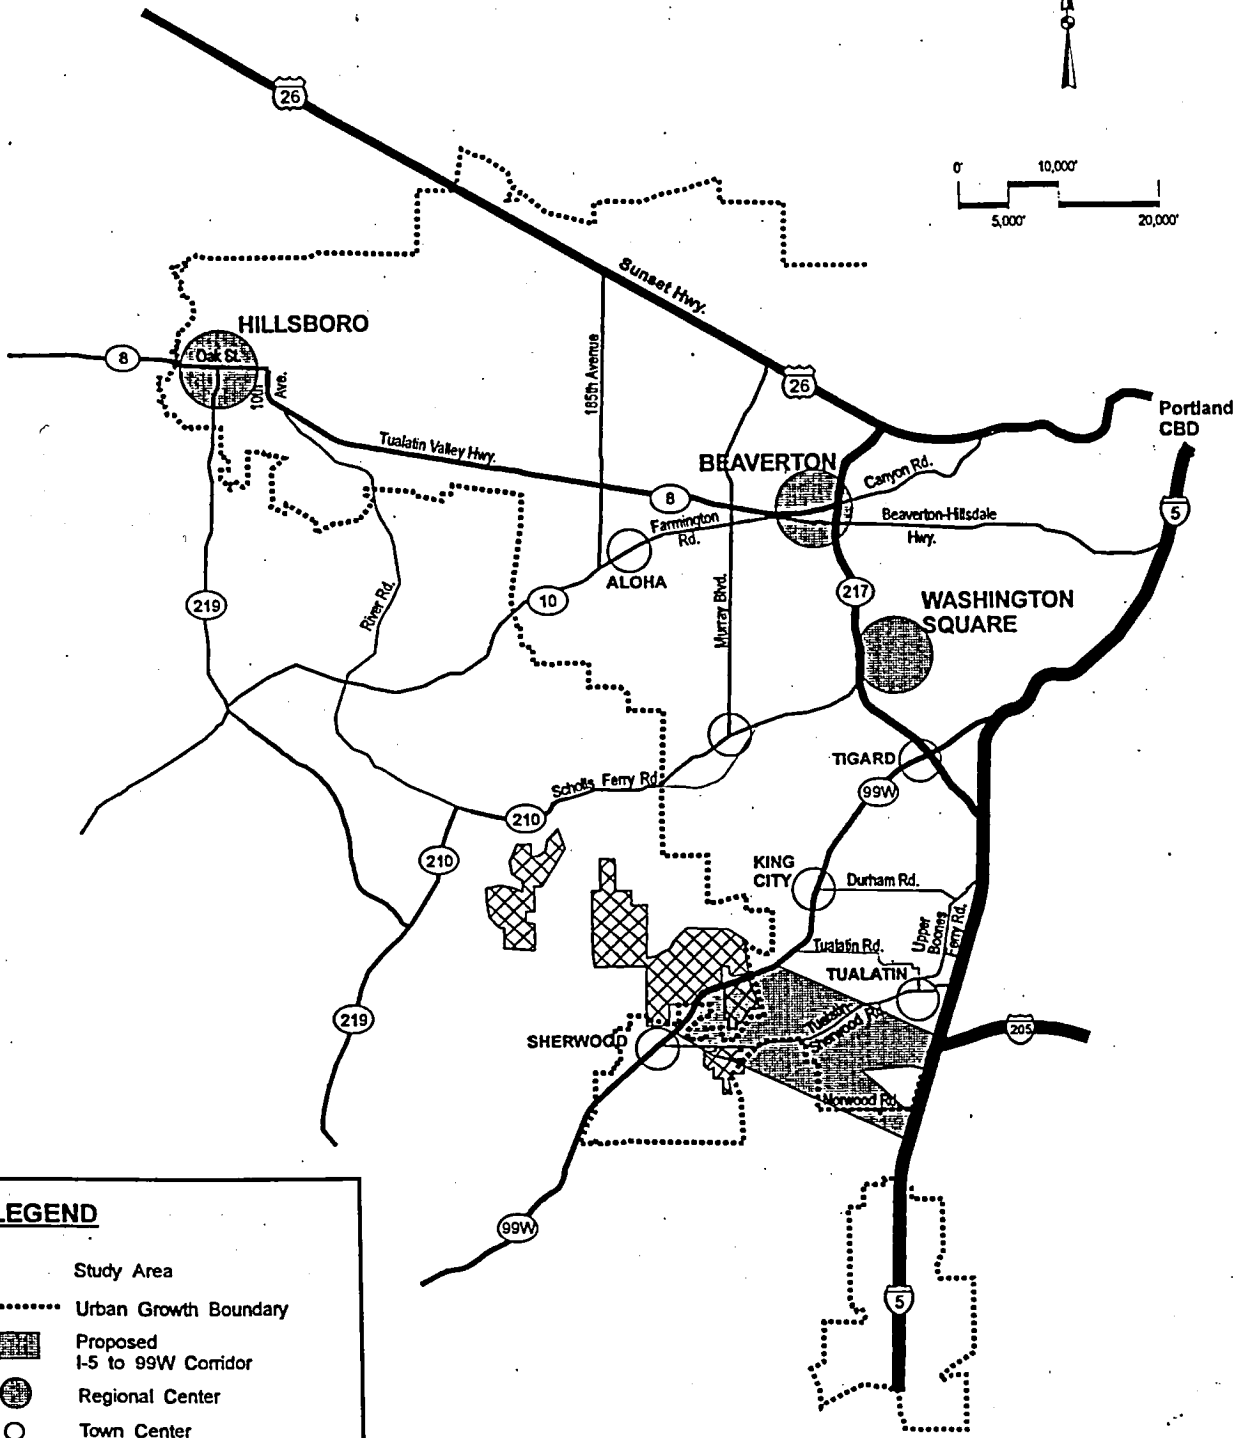 26
0'
10,000'
5,000'
20,000'
Sunset Hwy.
HILLSBORO
8
Oak St.
10th
Ave.
185th Avenue
26
Portland
CBD
Tualatin Valley Hwy.
BEAVERTON
Canyon Rd.
8
Farmington
Rd.
Beaverton-Hillsdale
Hwy.
5
ALOHA
10
217
219
River Rd.
Murray Blvd.
WASHINGTON
SQUARE
TIGARD
99W
Scholls Ferry Rd
210
210
KING
CITY
Durham Rd.
Upper
Boones
Ferry Rd.
Tualatin Rd.
TUALATIN
219
SHERWOOD
Tualatin-
Sherwood Rd.
205
Norwood Rd.
99W
5
LEGEND
Study Area
Urban Growth Boundary
Proposed
I-5 to 99W Corridor
Regional Center
Town Center